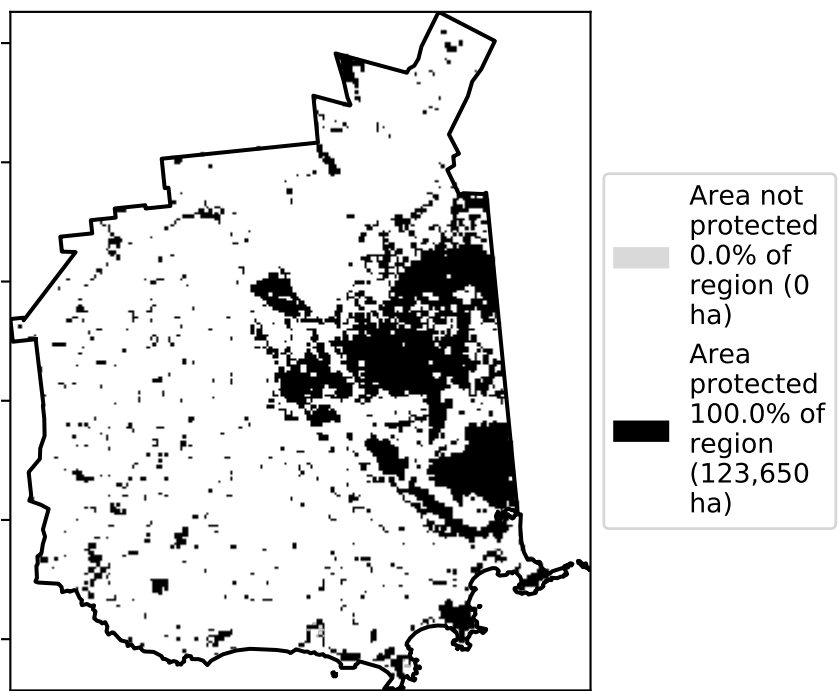 Area not
protected
0.0% of
region (0
ha)
Area
protected
100.0% of
region
(123,650
ha)